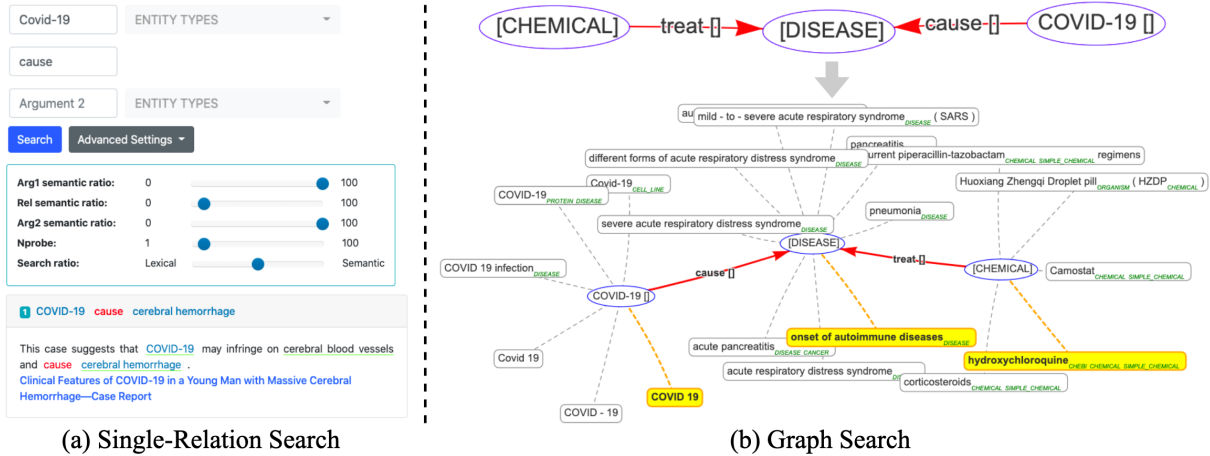 Covid-19
ENTITY TYPES
cause
Argument 2
ENTITY TYPES
Search
Advanced Settings
Arg1 semantic ratio: 0 100
Rel semantic ratio: 0 100
Arg2 semantic ratio: 0 100
Nprobe: 1 100
Search ratio: Lexical Semantic
1 COVID-19 cause cerebral hemorrhage
This case suggests that COVID-19 may infringe on cerebral blood vessels
and cause cerebral hemorrhage .
Clinical Features of COVID-19 in a Young Man with Massive Cerebral
Hemorrhage—Case Report
(a) Single-Relation Search
[CHEMICAL] treat [] [DISEASE] cause [] COVID-19 []
mild - to - severe acute respiratory syndrome DISEASE ( SARS )
pancreatitis
different forms of acute respiratory distress syndrome DISEASE
urrent piperacillin-tazobactam CHEMICAL SIMPLE_CHEMICAL regimens
Covid-19 CELL_LINE
COVID-19 PROTEIN DISEASE
Huoxiang Zhengqi Droplet pill ORGANISM ( HZDP CHEMICAL )
pneumonia DISEASE
severe acute respiratory distress syndrome DISEASE
[DISEASE]
cause []
treat []
COVID 19 infection DISEASE
[CHEMICAL]
Camostat CHEMICAL SIMPLE_CHEMICAL
COVID-19 []
onset of autoimmune diseases DISEASE
acute pancreatitis DISEASE_CANCER
Covid 19
hydroxychloroquine CHEBI CHEMICAL SIMPLE_CHEMICAL
acute respiratory distress syndrome
corticosteroids CHEMICAL SIMPLE_CHEMICAL
COVID 19
COVID - 19
(b) Graph Search